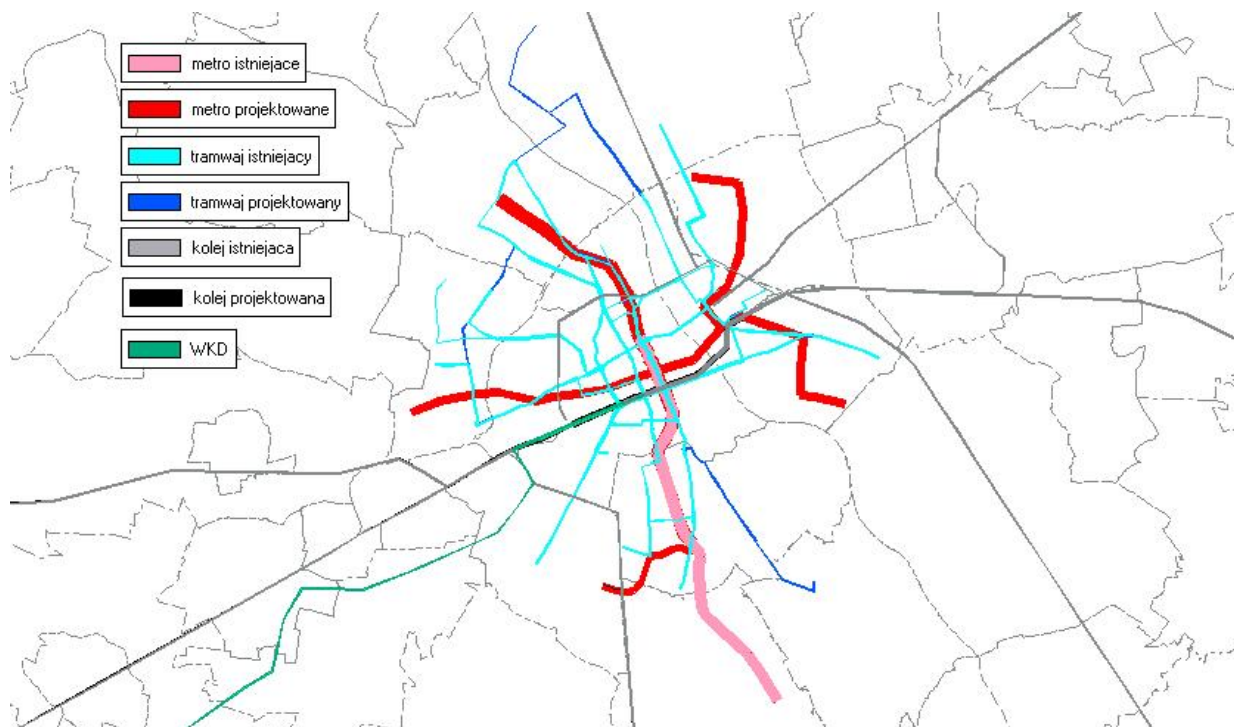 metro istniejace
metro projektowane
tramwaj istniejacy
tramwaj projektowany
kolej istniejaca
kolej projektowana
WKD